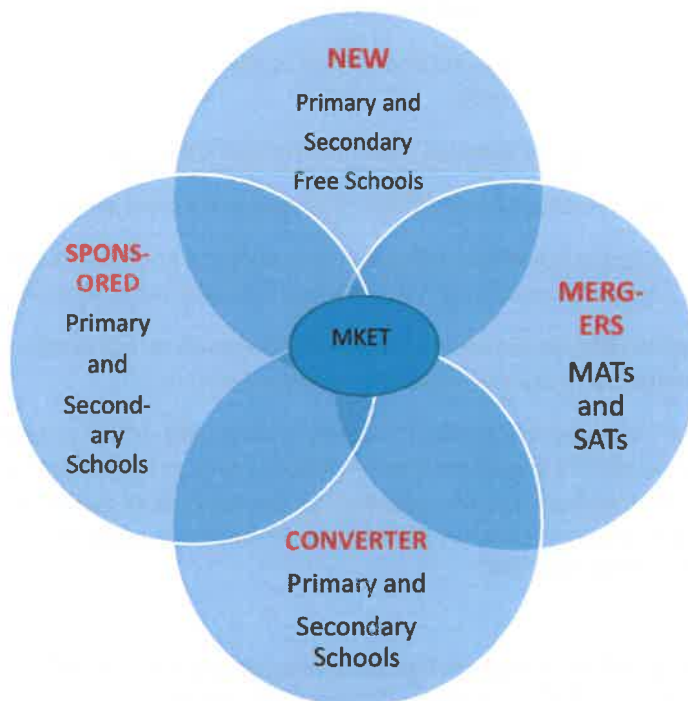 NEW
Primary and
Secondary
Free Schools
SPONS-
ORED
Primary
and
Second-
ary
Schools
MKET
MERG-
ERS
MATs
and
SATs
CONVERTER
Primary and
Secondary
Schools